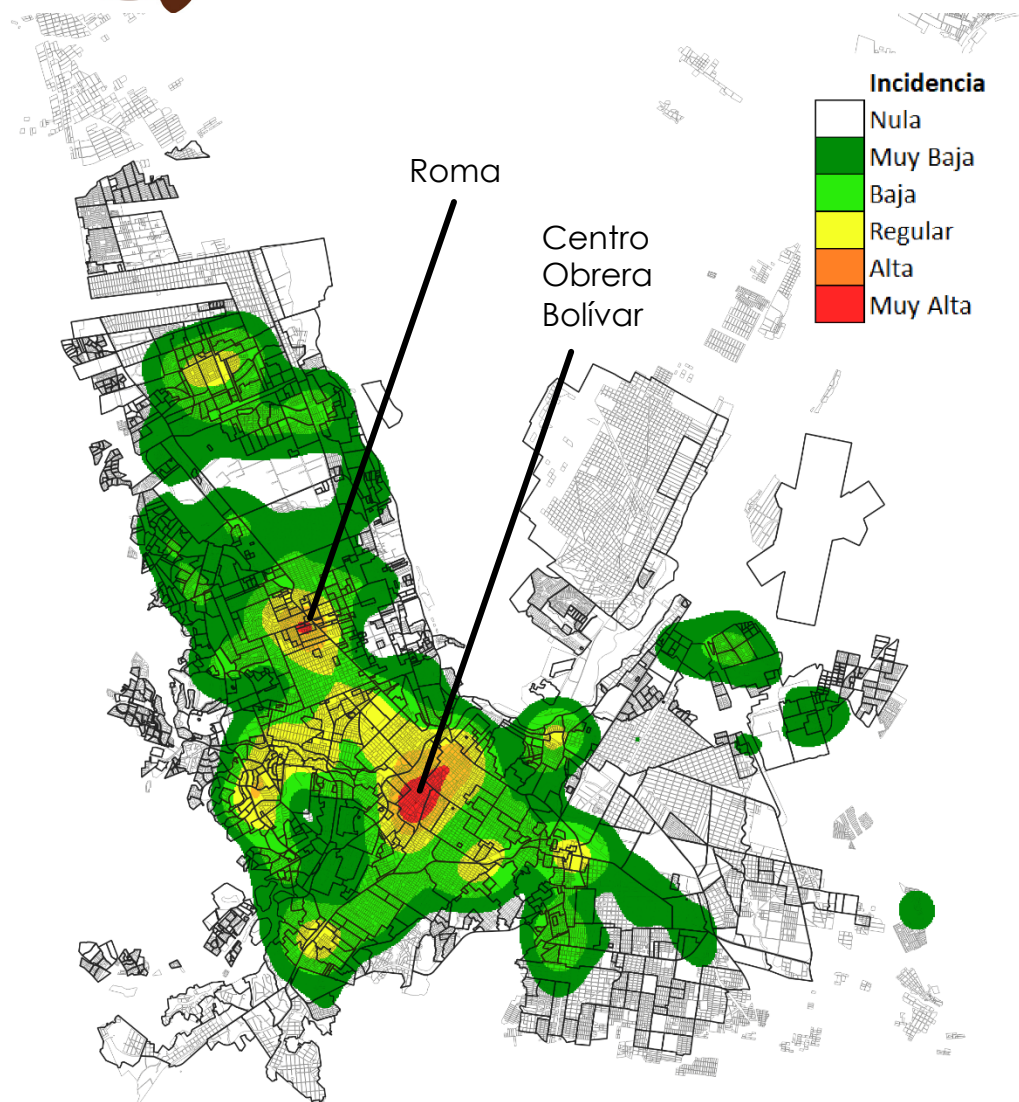 Roma
Centro
Obrera
Bolívar
Incidencia
Nula
Muy Baja
Baja
Regular
Alta
Muy Alta